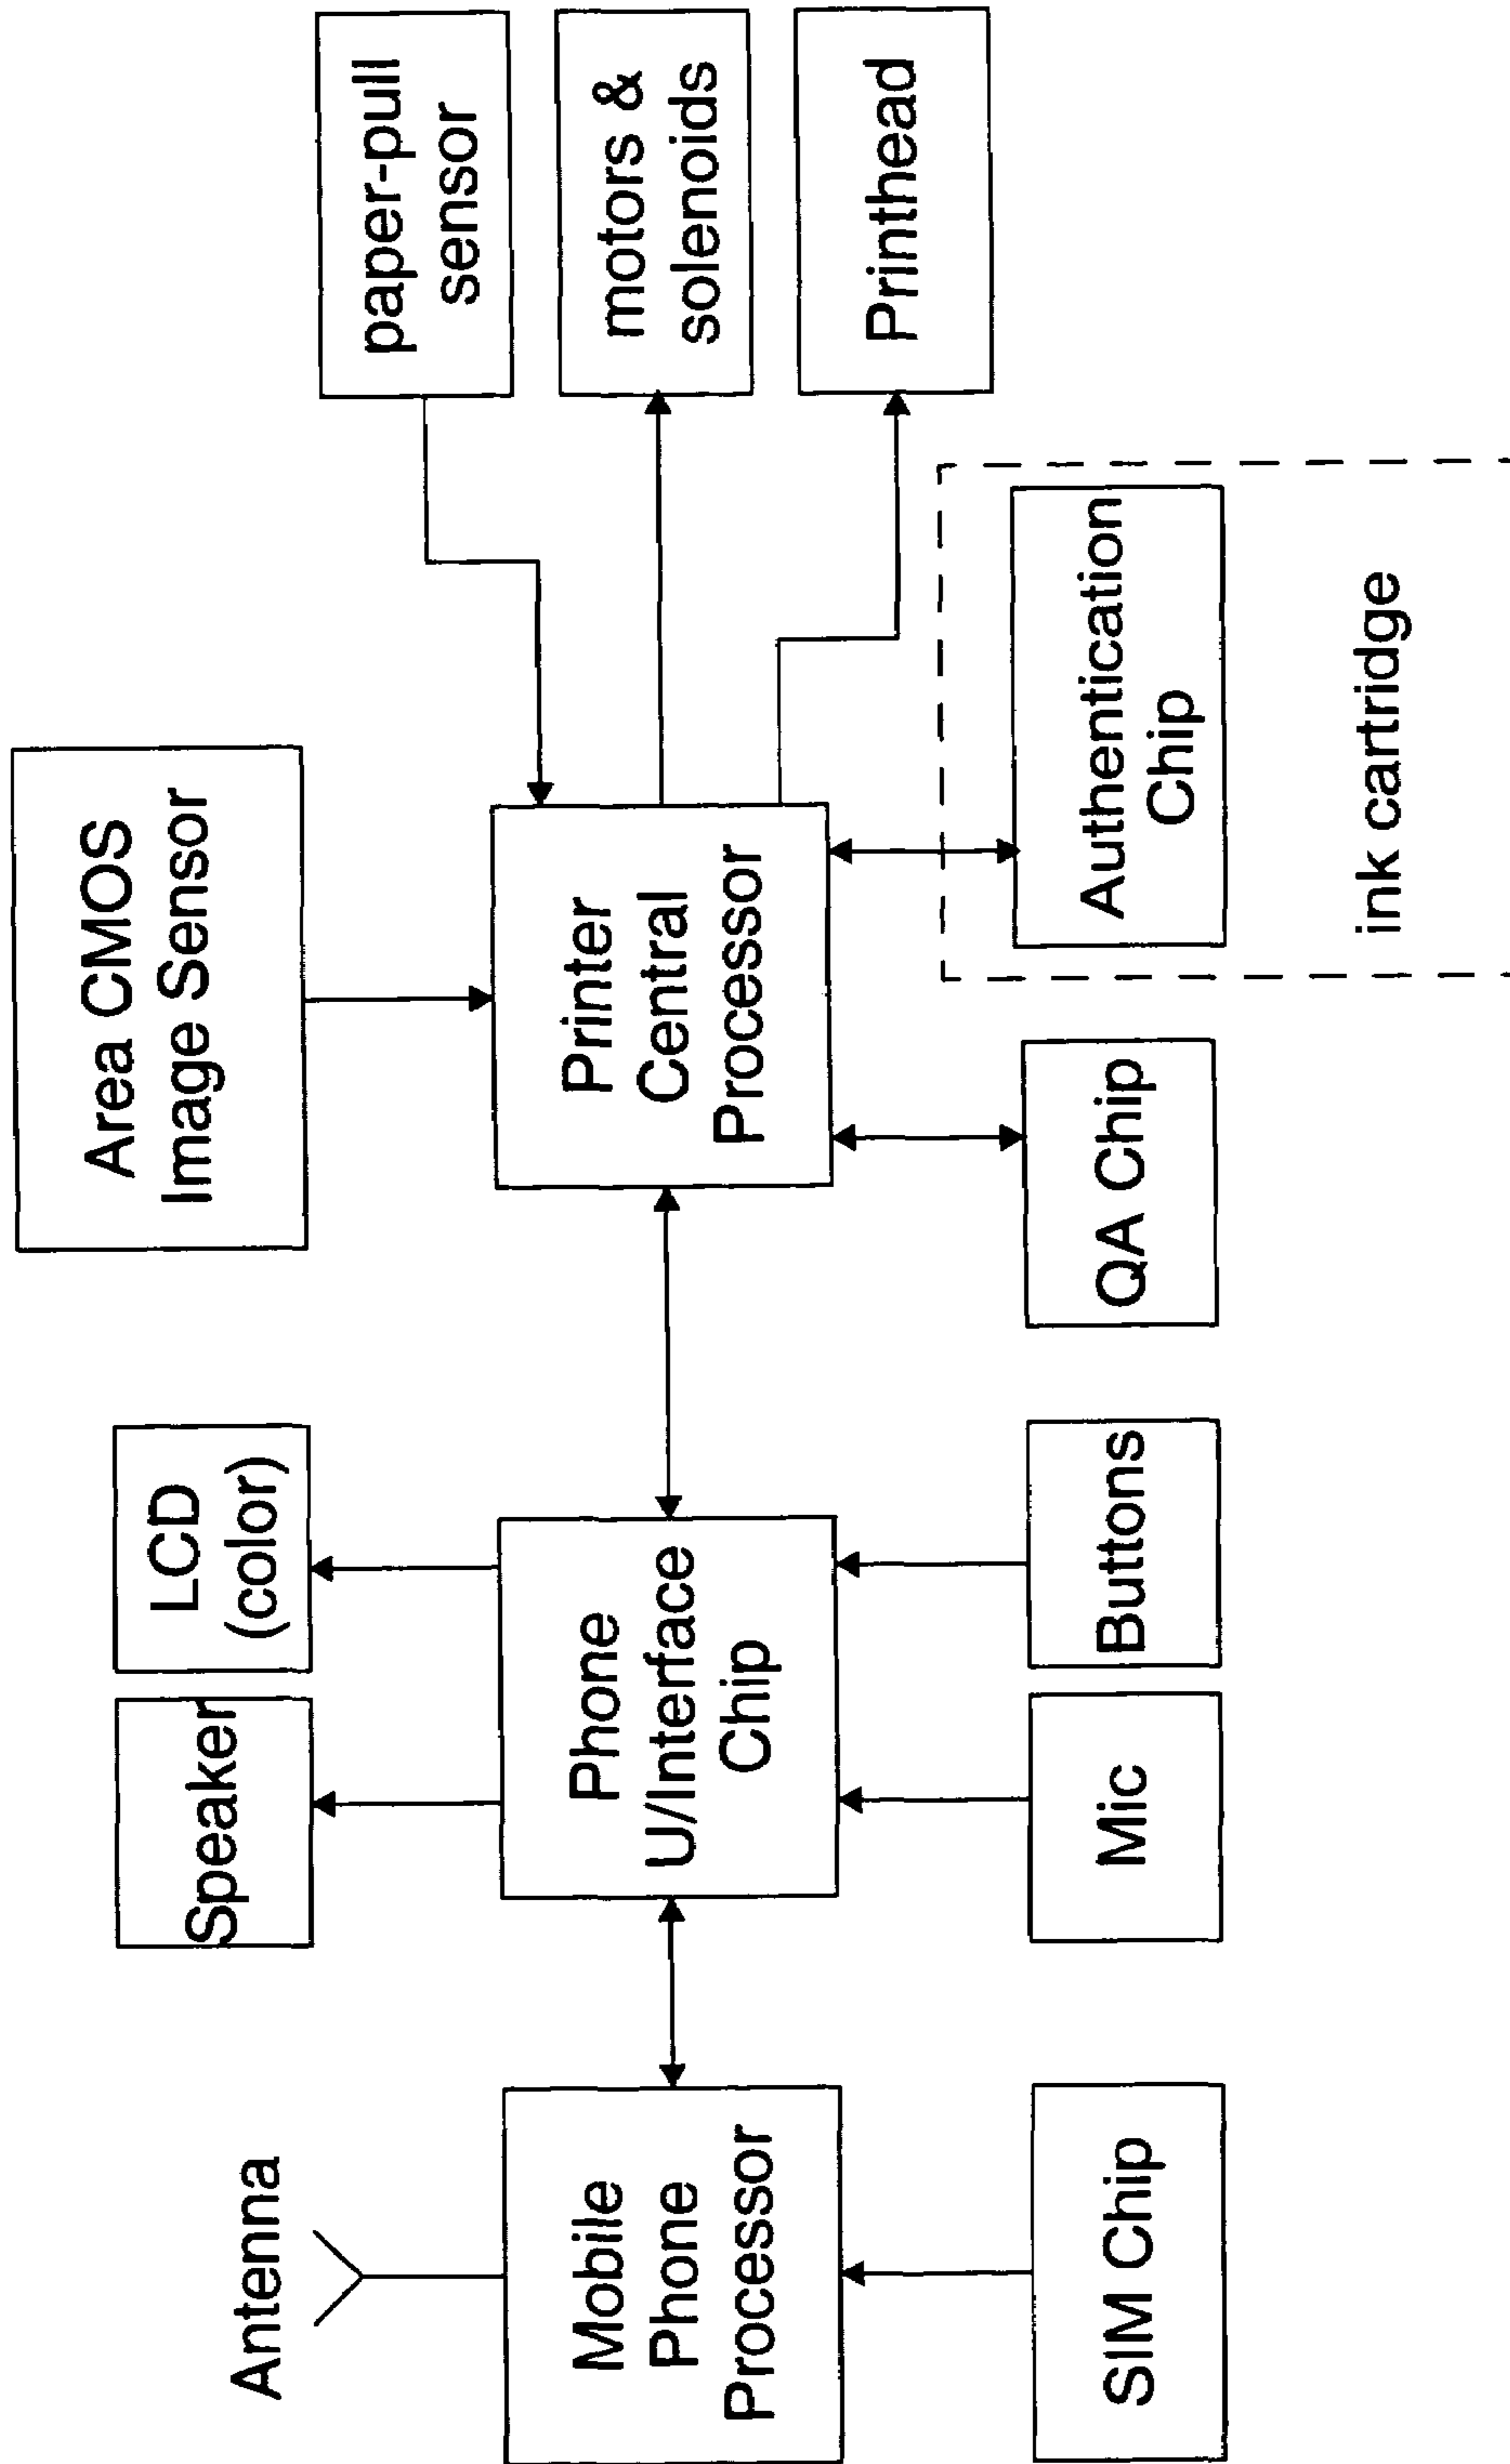 Antenna
Mobile
Phone
Processor
SIM Chip
Speaker
LCD
(color)
Phone
U/Interface
Chip
Mic
Buttons
Area CMOS
Image Sensor
Printer
Central
Processor
QA Chip
Authentication
Chip
ink cartridge
paper-pull
sensor
motors &
solenoids
Printhead